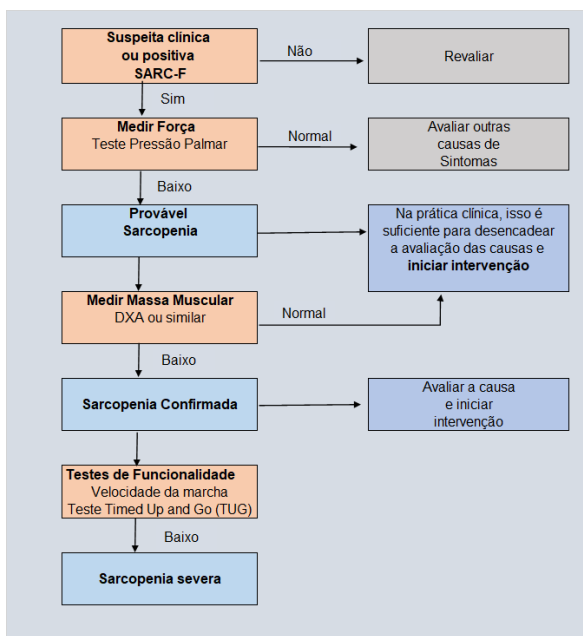 Suspeita clínica
ou positiva
SARC-F
Não
Revaliar
Sim
Medir Força
Teste Pressão Palmar
Normal
Avaliar outras
causas de
Sintomas
Baixo
Provável
Sarcopenia
Na prática clínica, isso é
suficiente para desencadear
a avaliação das causas e
iniciar intervenção
Medir Massa Muscular
DXA ou similar
Normal
Baixo
Sarcopenia Confirmada
Avaliar a causa
e iniciar
intervenção
Testes de Funcionalidade
Velocidade da marcha
Teste Timed Up and Go (TUG)
Baixo
Sarcopenia severa